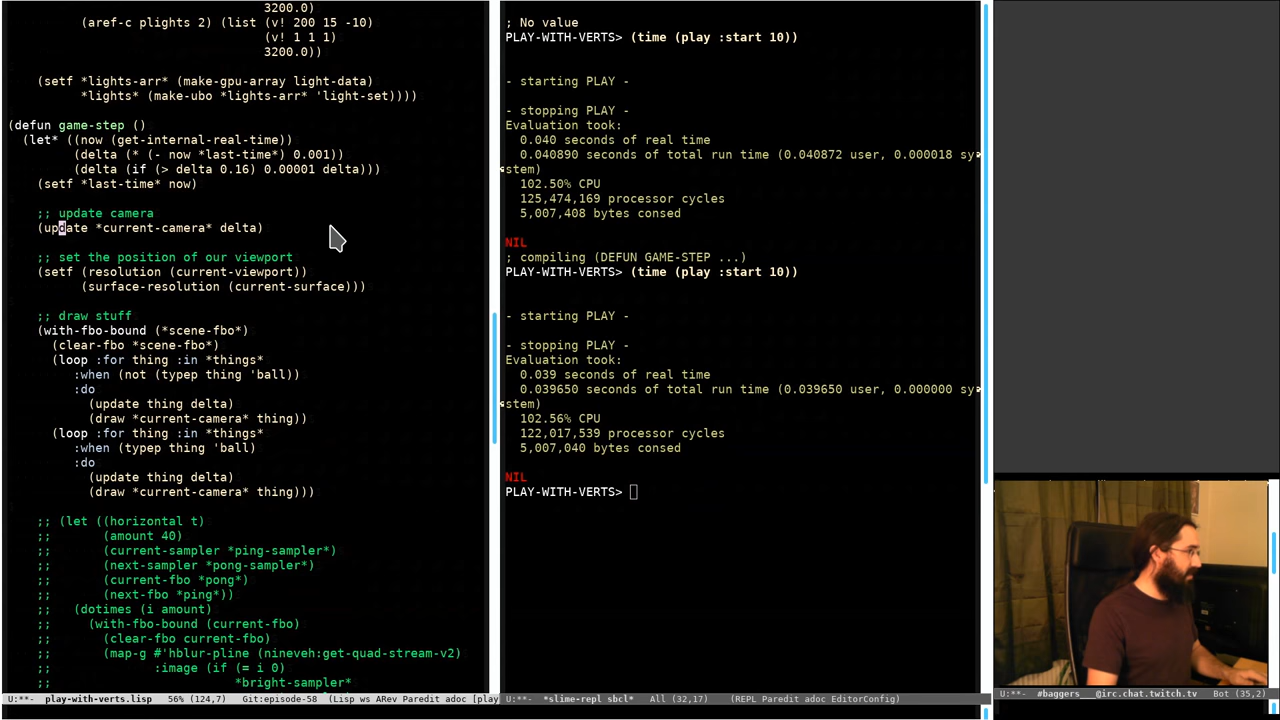 3200.0)
          (aref-c plights 2) (list (v! 200 15 -10)
                                   (v! 1 1 1)
                                   3200.0))

    (setf *lights-arr* (make-gpu-array light-data)
          *lights* (make-ubo *lights-arr* 'light-set))))

(defun game-step ()
  (let* ((now (get-internal-real-time))
         (delta (* (- now *last-time*) 0.001))
         (delta (if (> delta 0.16) 0.00001 delta)))
    (setf *last-time* now)

    ;; update camera
    (update *current-camera* delta)

    ;; set the position of our viewport
    (setf (resolution (current-viewport))
          (surface-resolution (current-surface)))

    ;; draw stuff
    (with-fbo-bound (*scene-fbo*)
      (clear-fbo *scene-fbo*)
      (loop :for thing :in *things*
         :when (not (typep thing 'ball))
         :do
           (update thing delta)
           (draw *current-camera* thing))
      (loop :for thing :in *things*
         :when (typep thing 'ball)
         :do
           (update thing delta)
           (draw *current-camera* thing)))

    ;; (let ((horizontal t)
    ;;       (amount 40)
    ;;       (current-sampler *ping-sampler*)
    ;;       (next-sampler *pong-sampler*)
    ;;       (current-fbo *pong*)
    ;;       (next-fbo *ping*))
    ;;   (dotimes (i amount)
    ;;     (with-fbo-bound (current-fbo)
    ;;       (clear-fbo current-fbo)
    ;;       (map-g #'hblur-pline (nineveh:get-quad-stream-v2)
    ;;              :image (if (= i 0)
    ;;                         *bright-sampler*
U:**-  play-with-verts.lisp   56% (124,7)   Git:episode-58  (Lisp ws ARev Paredit adoc [play
; No value
PLAY-WITH-VERTS> (time (play :start 10))

- starting PLAY -

- stopping PLAY -
Evaluation took:
  0.040 seconds of real time
  0.040890 seconds of total run time (0.040872 user, 0.000018 sy
stem)
  102.50% CPU
  125,474,169 processor cycles
  5,007,408 bytes consed

NIL
; compiling (DEFUN GAME-STEP ...)
PLAY-WITH-VERTS> (time (play :start 10))

- starting PLAY -

- stopping PLAY -
Evaluation took:
  0.039 seconds of real time
  0.039650 seconds of total run time (0.039650 user, 0.000000 sy
stem)
  102.56% CPU
  122,017,539 processor cycles
  5,007,040 bytes consed

NIL
PLAY-WITH-VERTS>
U:**-  *slime-repl sbcl*   All (32,17)    (REPL Paredit adoc EditorConfig)
U:**-  #baggers___@irc.chat.twitch.tv   Bot (35,2)